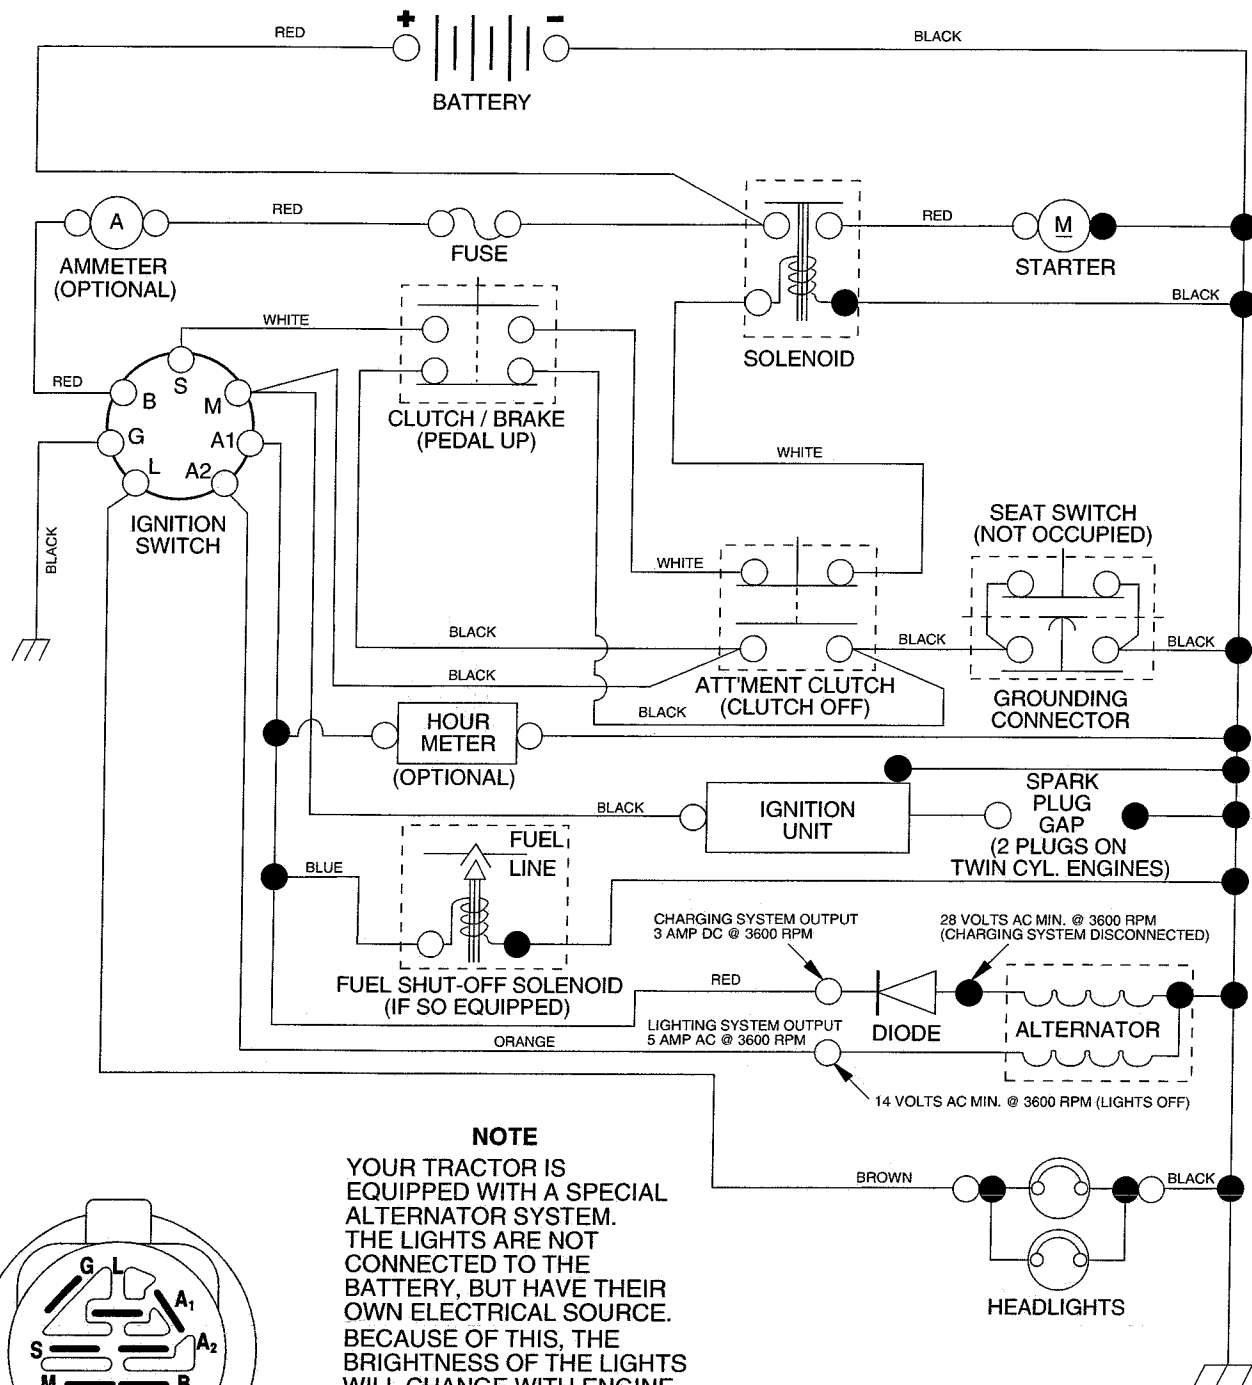 + -
RED
BLACK
BATTERY
A
RED
RED
M
FUSE
STARTER
AMMETER
(OPTIONAL)
WHITE
BLACK
SOLENOID
S
RED
B
M
CLUTCH / BRAKE
(PEDAL UP)
G
A1
L
A2
WHITE
IGNITION
SWITCH
BLACK
SEAT SWITCH
(NOT OCCUPIED)
WHITE
BLACK
BLACK
BLACK
BLACK
ATT'MENT CLUTCH
(CLUTCH OFF)
GROUNDING
CONNECTOR
BLACK
HOUR
METER
(OPTIONAL)
BLACK
IGNITION
UNIT
SPARK
PLUG
GAP
(2 PLUGS ON
TWIN CYL. ENGINES)
FUEL
LINE
BLUE
CHARGING SYSTEM OUTPUT
3 AMP DC @ 3600 RPM
28 VOLTS AC MIN. @ 3600 RPM
(CHARGING SYSTEM DISCONNECTED)
FUEL SHUT-OFF SOLENOID
(IF SO EQUIPPED)
RED
DIODE
ALTERNATOR
LIGHTING SYSTEM OUTPUT
5 AMP AC @ 3600 RPM
ORANGE
14 VOLTS AC MIN. @ 3600 RPM (LIGHTS OFF)
BROWN
BLACK
HEADLIGHTS
NOTE
YOUR TRACTOR IS
EQUIPPED WITH A SPECIAL
ALTERNATOR SYSTEM.
THE LIGHTS ARE NOT
CONNECTED TO THE
BATTERY, BUT HAVE THEIR
OWN ELECTRICAL SOURCE.
BECAUSE OF THIS, THE
BRIGHTNESS OF THE LIGHTS
WILL CHANGE WITH ENGINE
G L
A1
S
A2
M B